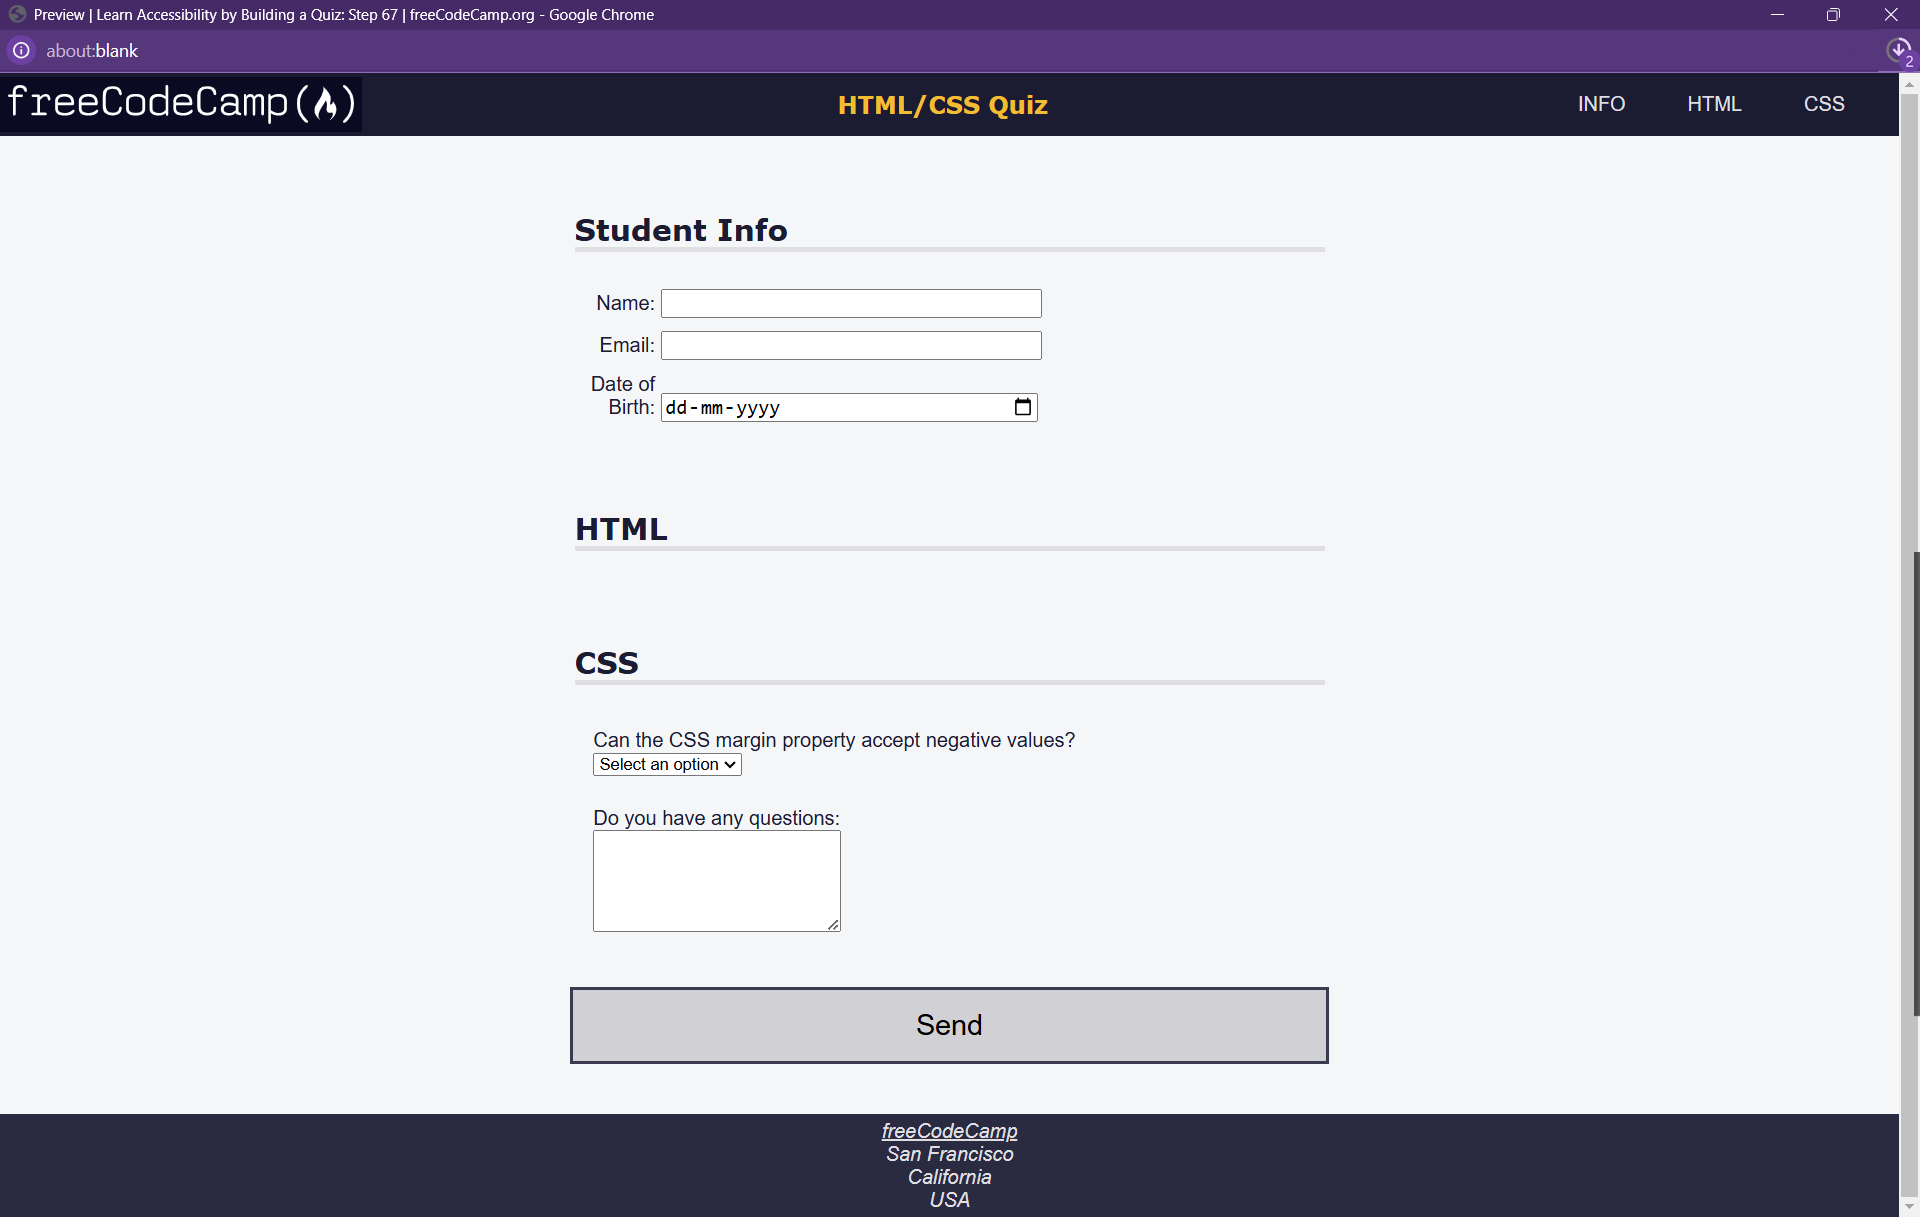 Preview | Learn Accessibility by Building a Quiz: Step 67 | freeCodeCamp.org - Google Chrome
about:blank
2
freeCodeCamp(🔥)
HTML/CSS Quiz
INFO HTML CSS
Student Info
Name:
Email:
Date of
Birth: dd-mm-yyyy
HTML
CSS
Can the CSS margin property accept negative values?
Select an option
Do you have any questions:
Send
freeCodeCamp
San Francisco
California
USA